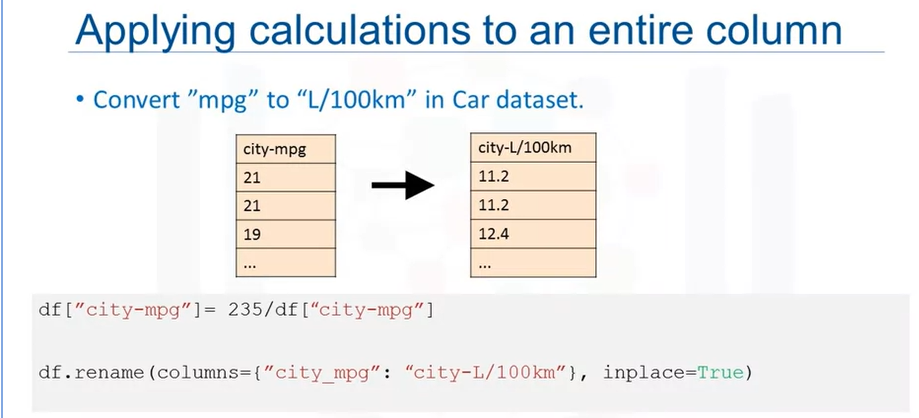 Applying calculations to an entire column
• Convert ”mpg” to “L/100km” in Car dataset.
city-mpg
21
21
19
...
city-L/100km
11.2
11.2
12.4
...
df[”city-mpg”]= 235/df[“city-mpg”]
df.rename(columns={”city_mpg”: “city-L/100km”}, inplace=True)